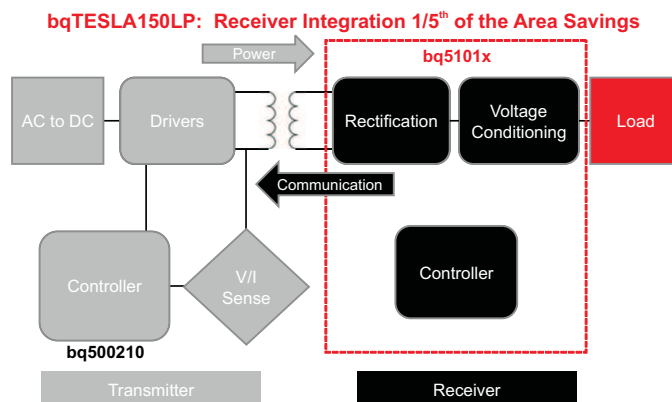 bqTESLA150LP: Receiver Integration 1/5th of the Area Savings
Power
bq5101x
AC to DC
Drivers
Rectification
Voltage
Conditioning
Load
Communication
Controller
V/I
Sense
Controller
bq500210
Transmitter
Receiver